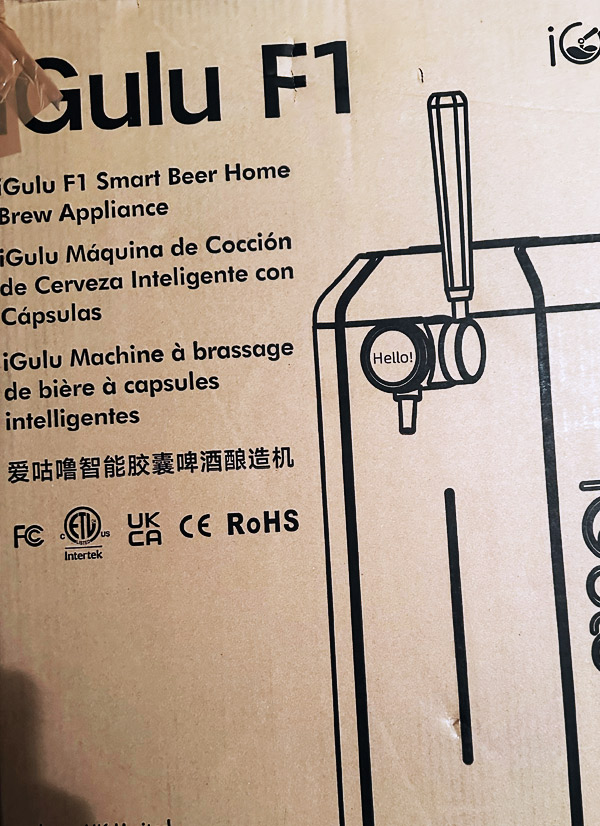 iGulu F1
iGulu F1 Smart Beer Home
Brew Appliance
iGulu Máquina de Cocción
de Cerveza Inteligente con
Cápsulas
iGulu Machine à brassage
de bière à capsules
intelligentes
爱咕噜智能胶囊啤酒酿造机
FC c ETL us UK CA CE RoHS
Intertek
Hello!